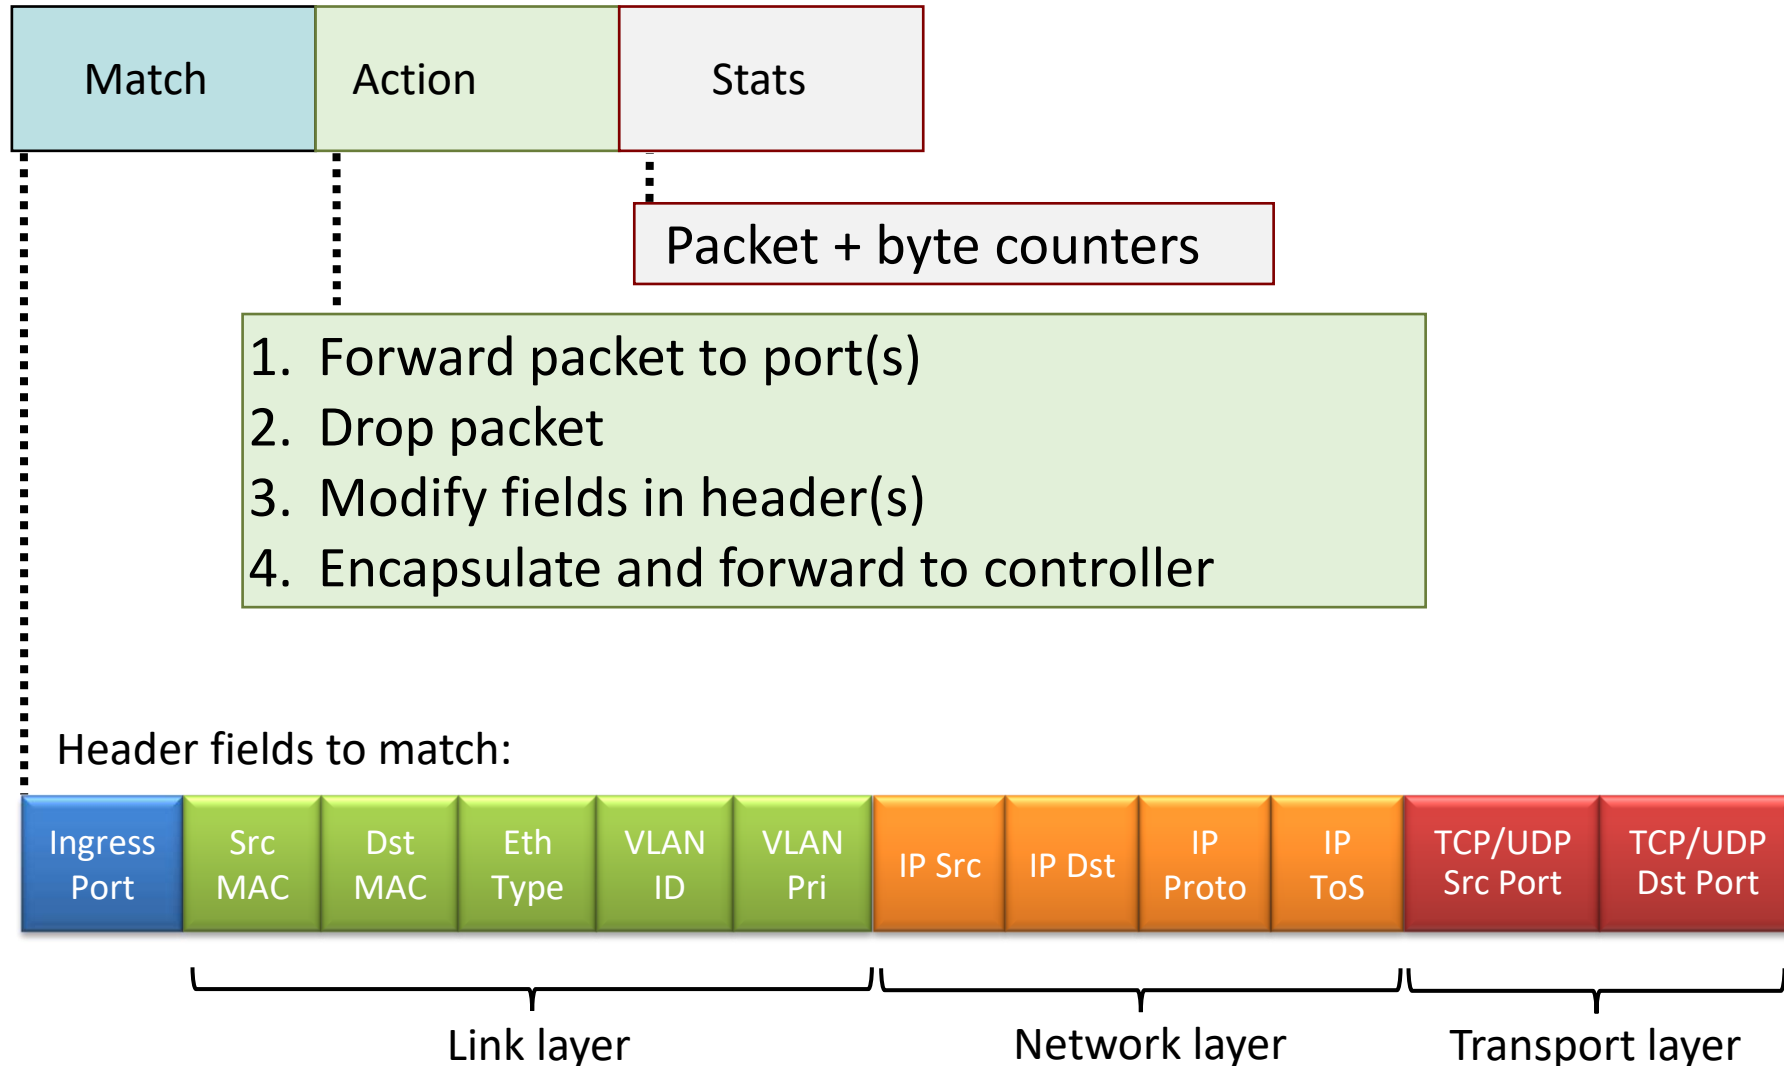 Match Action Stats
Packet + byte counters
1. Forward packet to port(s)
2. Drop packet
3. Modify fields in header(s)
4. Encapsulate and forward to controller
Header fields to match:
Ingress Port
Src MAC
Dst MAC
Eth Type
VLAN ID
VLAN Pri
IP Src
IP Dst
IP Proto
IP ToS
TCP/UDP Src Port
TCP/UDP Dst Port
Link layer
Network layer
Transport layer